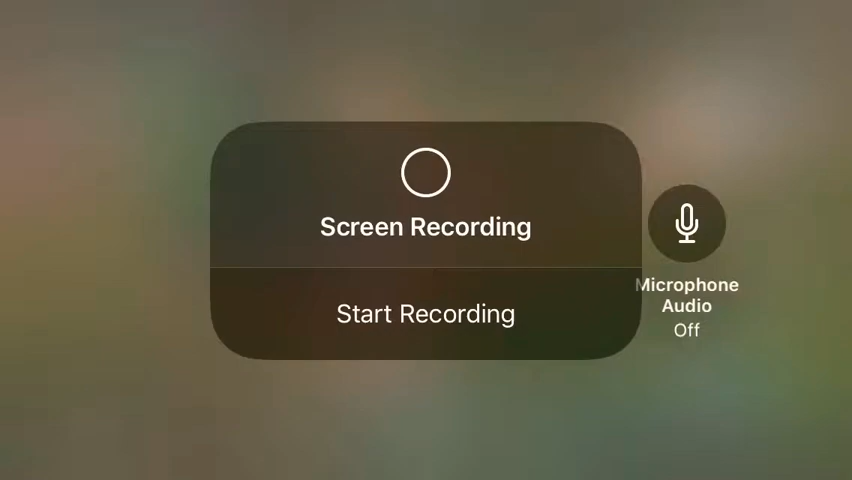 Screen Recording
Start Recording
Microphone
Audio
Off